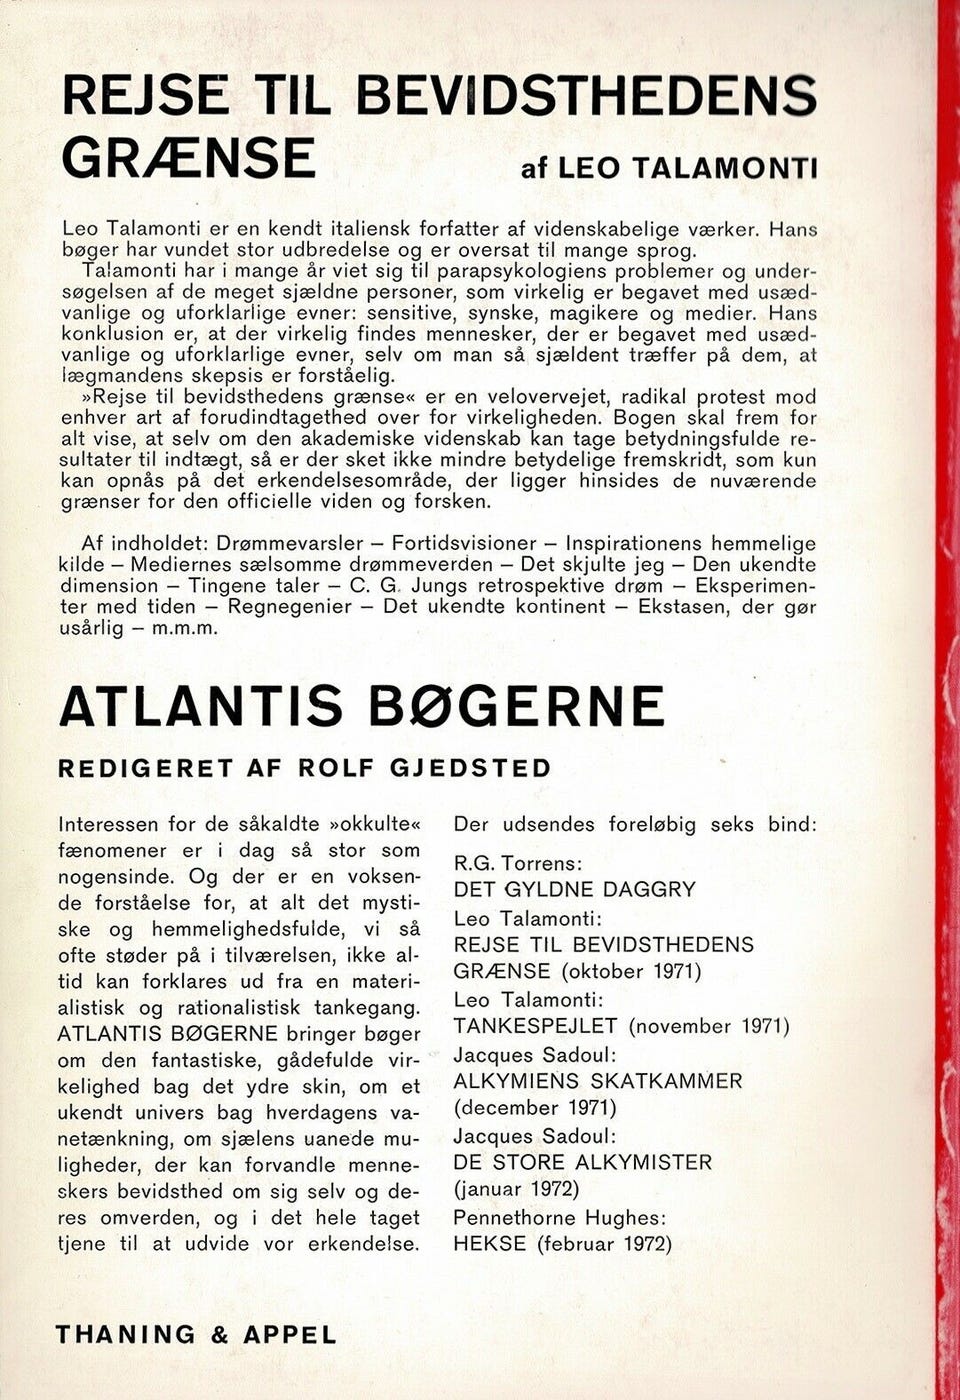 REJSE TIL BEVIDSTHEDENS
GRÆNSE af LEO TALAMONTI
Leo Talamonti er en kendt italiensk forfatter af videnskabelige værker. Hans
bøger har vundet stor udbredelse og er oversat til mange sprog.
Talamonti har i mange år viet sig til parapsykologiens problemer og under-
søgelsen af de meget sjældne personer, som virkelig er begavet med usæd-
vanlige og uforklarlige evner: sensitive, synske, magikere og medier. Hans
konklusion er, at der virkelig findes mennesker, der er begavet med usæd-
vanlige og uforklarlige evner, selv om man så sjældent træffer på dem, at
lægmandens skepsis er forståelig.
»Rejse til bevidsthedens grænse« er en velovervejet, radikal protest mod
enhver art af forudindtagethed over for virkeligheden. Bogen skal frem for
alt vise, at selv om den akademiske videnskab kan tage betydningsfulde re-
sultater til indtægt, så er der sket ikke mindre betydelige fremskridt, som kun
kan opnås på det erkendelsesområde, der ligger hinsides de nuværende
grænser for den officielle viden og forsken.
Af indholdet: Drømmevarsler – Fortidsvisioner – Inspirationens hemmelige
kilde – Mediernes sælsomme drømmeverden – Det skjulte jeg – Den ukendte
dimension – Tingene taler – C. G. Jungs retrospektive drøm – Eksperimen-
ter med tiden – Regnegenier – Det ukendte kontinent – Ekstasen, der gør
usårlig – m.m.m.
ATLANTIS BØGERNE
REDIGERET AF ROLF GJEDSTED
Interessen for de såkaldte »okkulte«
fænomener er i dag så stor som
nogensinde. Og der er en voksen-
de forståelse for, at alt det mysti-
ske og hemmelighedsfulde, vi så
ofte støder på i tilværelsen, ikke al-
tid kan forklares ud fra en materi-
alistisk og rationalistisk tankegang.
ATLANTIS BØGERNE bringer bøger
om den fantastiske, gådefulde vir-
kelighed bag det ydre skin, om et
ukendt univers bag hverdagens va-
netænkning, om sjælens uanede mu-
ligheder, der kan forvandle menne-
skers bevidsthed om sig selv og de-
res omverden, og i det hele taget
tjene til at udvide vor erkendelse.
Der udsendes foreløbig seks bind:
R.G. Torrens:
DET GYLDNE DAGGRY
Leo Talamonti:
REJSE TIL BEVIDSTHEDENS
GRÆNSE (oktober 1971)
Leo Talamonti:
TANKESPEJLET (november 1971)
Jacques Sadoul:
ALKYMIENS SKATKAMMER
(december 1971)
Jacques Sadoul:
DE STORE ALKYMISTER
(januar 1972)
Pennethorne Hughes:
HEKSE (februar 1972)
THANING & APPEL